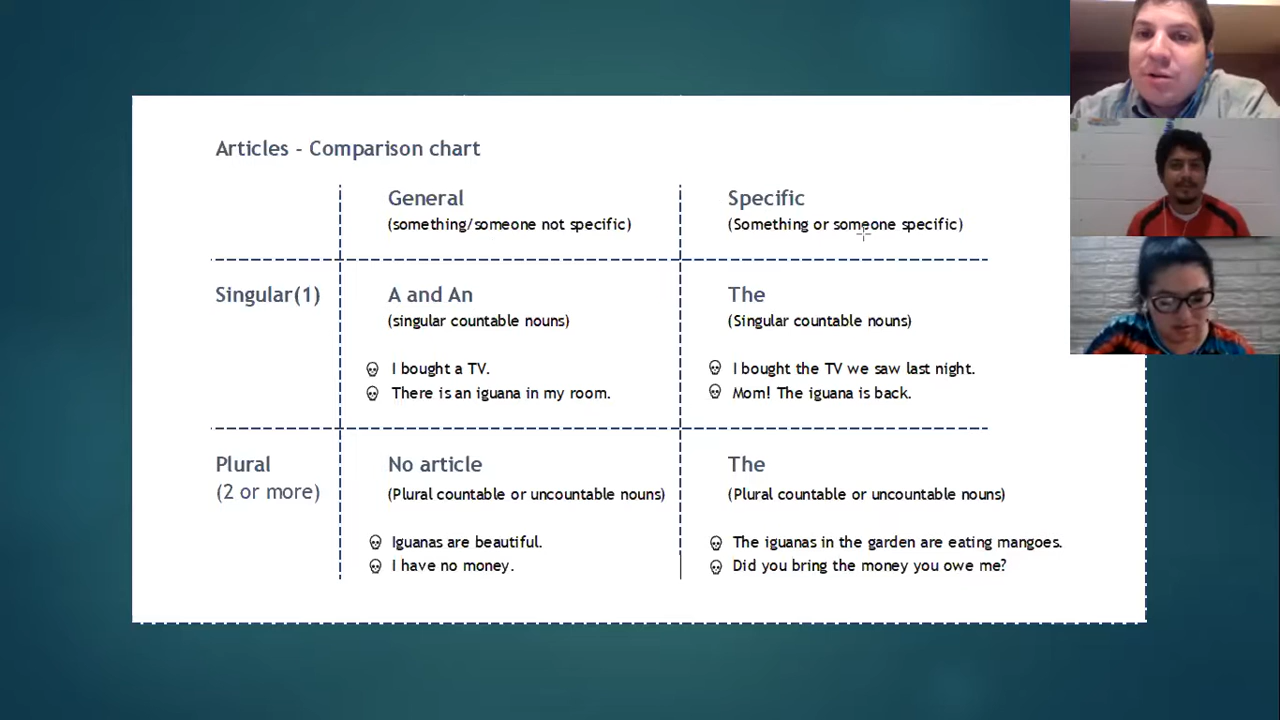 Articles - Comparison chart
General
(something/someone not specific)
Specific
(Something or someone specific)
Singular(1)
A and An
(singular countable nouns)
I bought a TV.
There is an iguana in my room.
The
(Singular countable nouns)
I bought the TV we saw last night.
Mom! The iguana is back.
Plural
(2 or more)
No article
(Plural countable or uncountable nouns)
Iguanas are beautiful.
I have no money.
The
(Plural countable or uncountable nouns)
The iguanas in the garden are eating mangoes.
Did you bring the money you owe me?